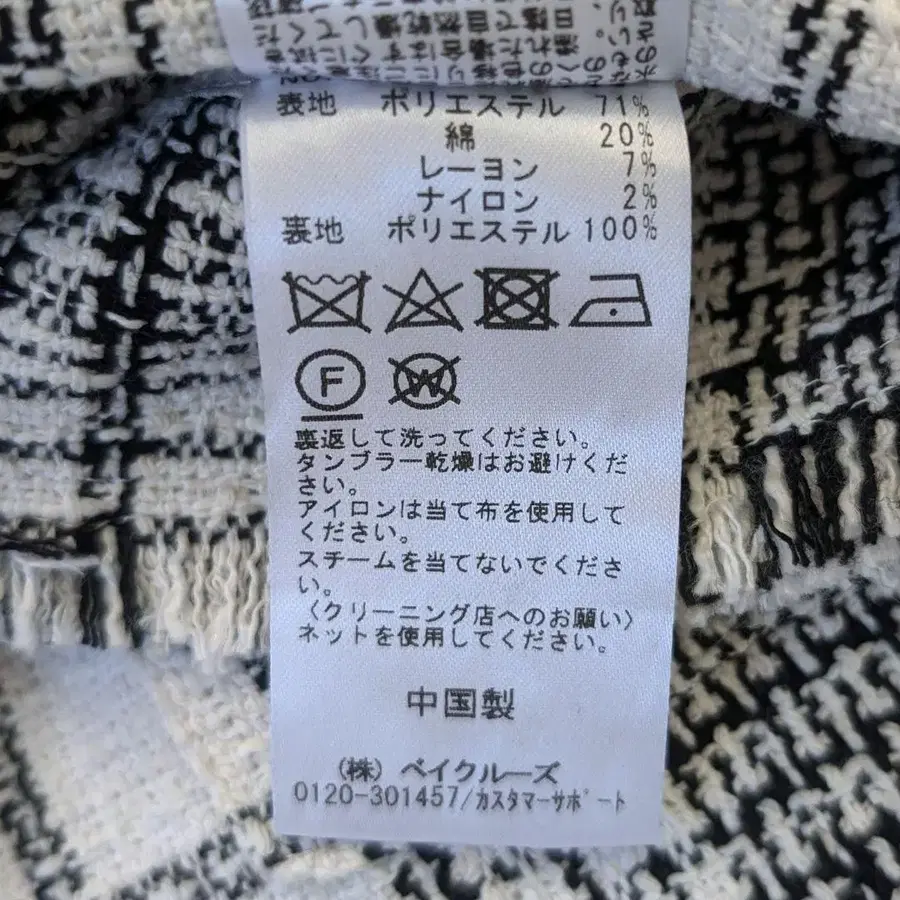 表地 ポリエステル 71%
綿 20%
レーヨン 7%
ナイロン 2%
裏地 ポリエステル 100%
F
W
裏返して洗ってください。
タンブラー乾燥はお避けくだ
さい。
アイロンは当て布を使用して
ください。
スチームを当てないでくださ
い。
〈クリーニング店へのお願い〉
ネットを使用してください。
中国製
（株）ベイクルーズ
0120-301457/カスタマーサポート